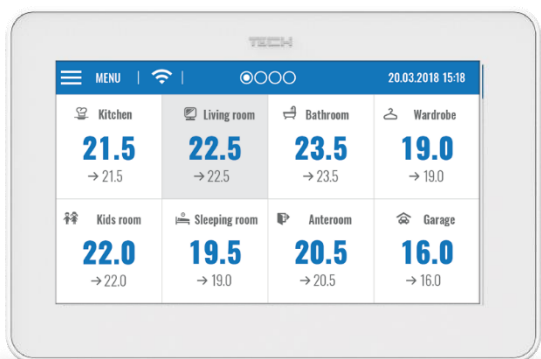 TECH
MENU | | 20.03.2018 15:18
Kitchen Living room Bathroom Wardrobe
21.5 22.5 23.5 19.0
→ 21.5 → 22.5 → 23.5 → 19.0
Kids room Sleeping room Anteroom Garage
22.0 19.5 20.5 16.0
→ 22.0 → 19.0 → 20.5 → 16.0